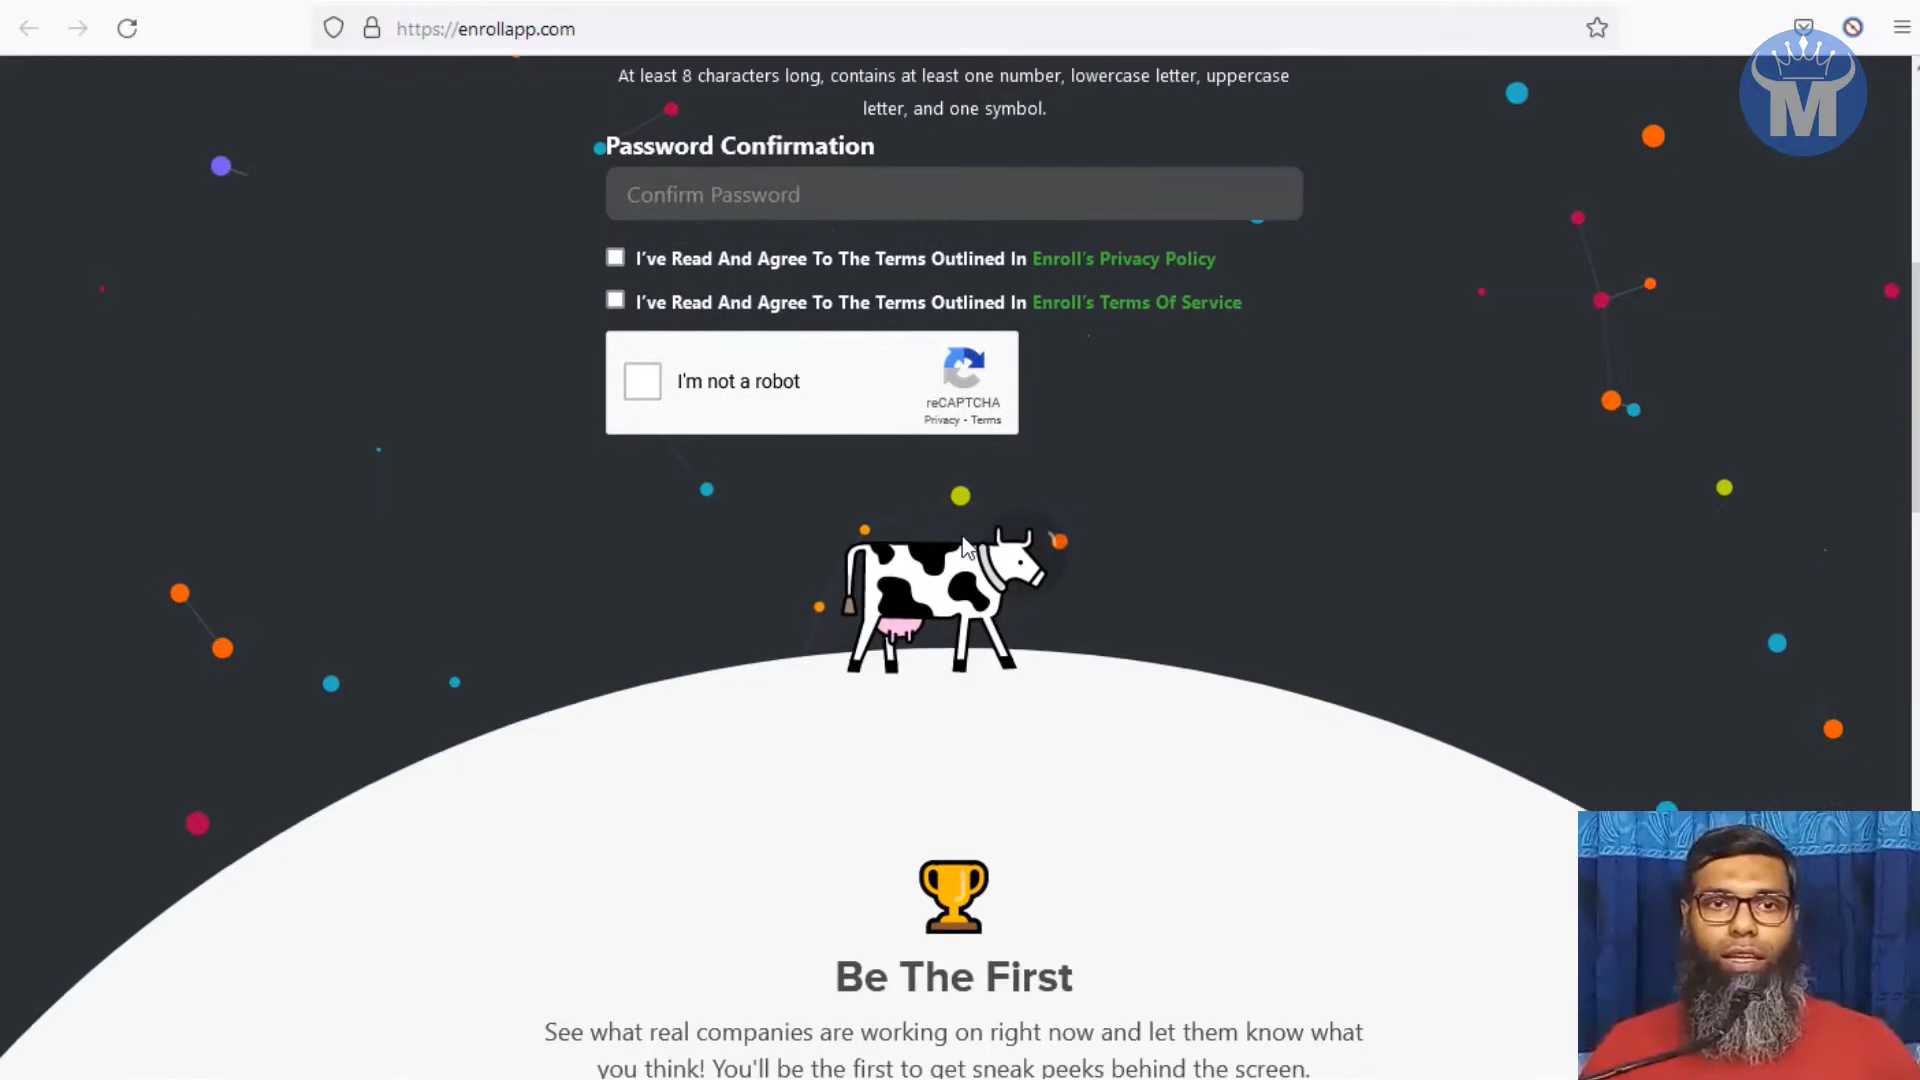 https://enrollapp.com
M
At least 8 characters long, contains at least one number, lowercase letter, uppercase
letter, and one symbol.
Password Confirmation
Confirm Password
I've Read And Agree To The Terms Outlined In Enroll's Privacy Policy
I've Read And Agree To The Terms Outlined In Enroll's Terms Of Service
I'm not a robot
reCAPTCHA
Privacy - Terms
Be The First
See what real companies are working on right now and let them know what
you think! You'll be the first to get sneak peeks behind the screen.